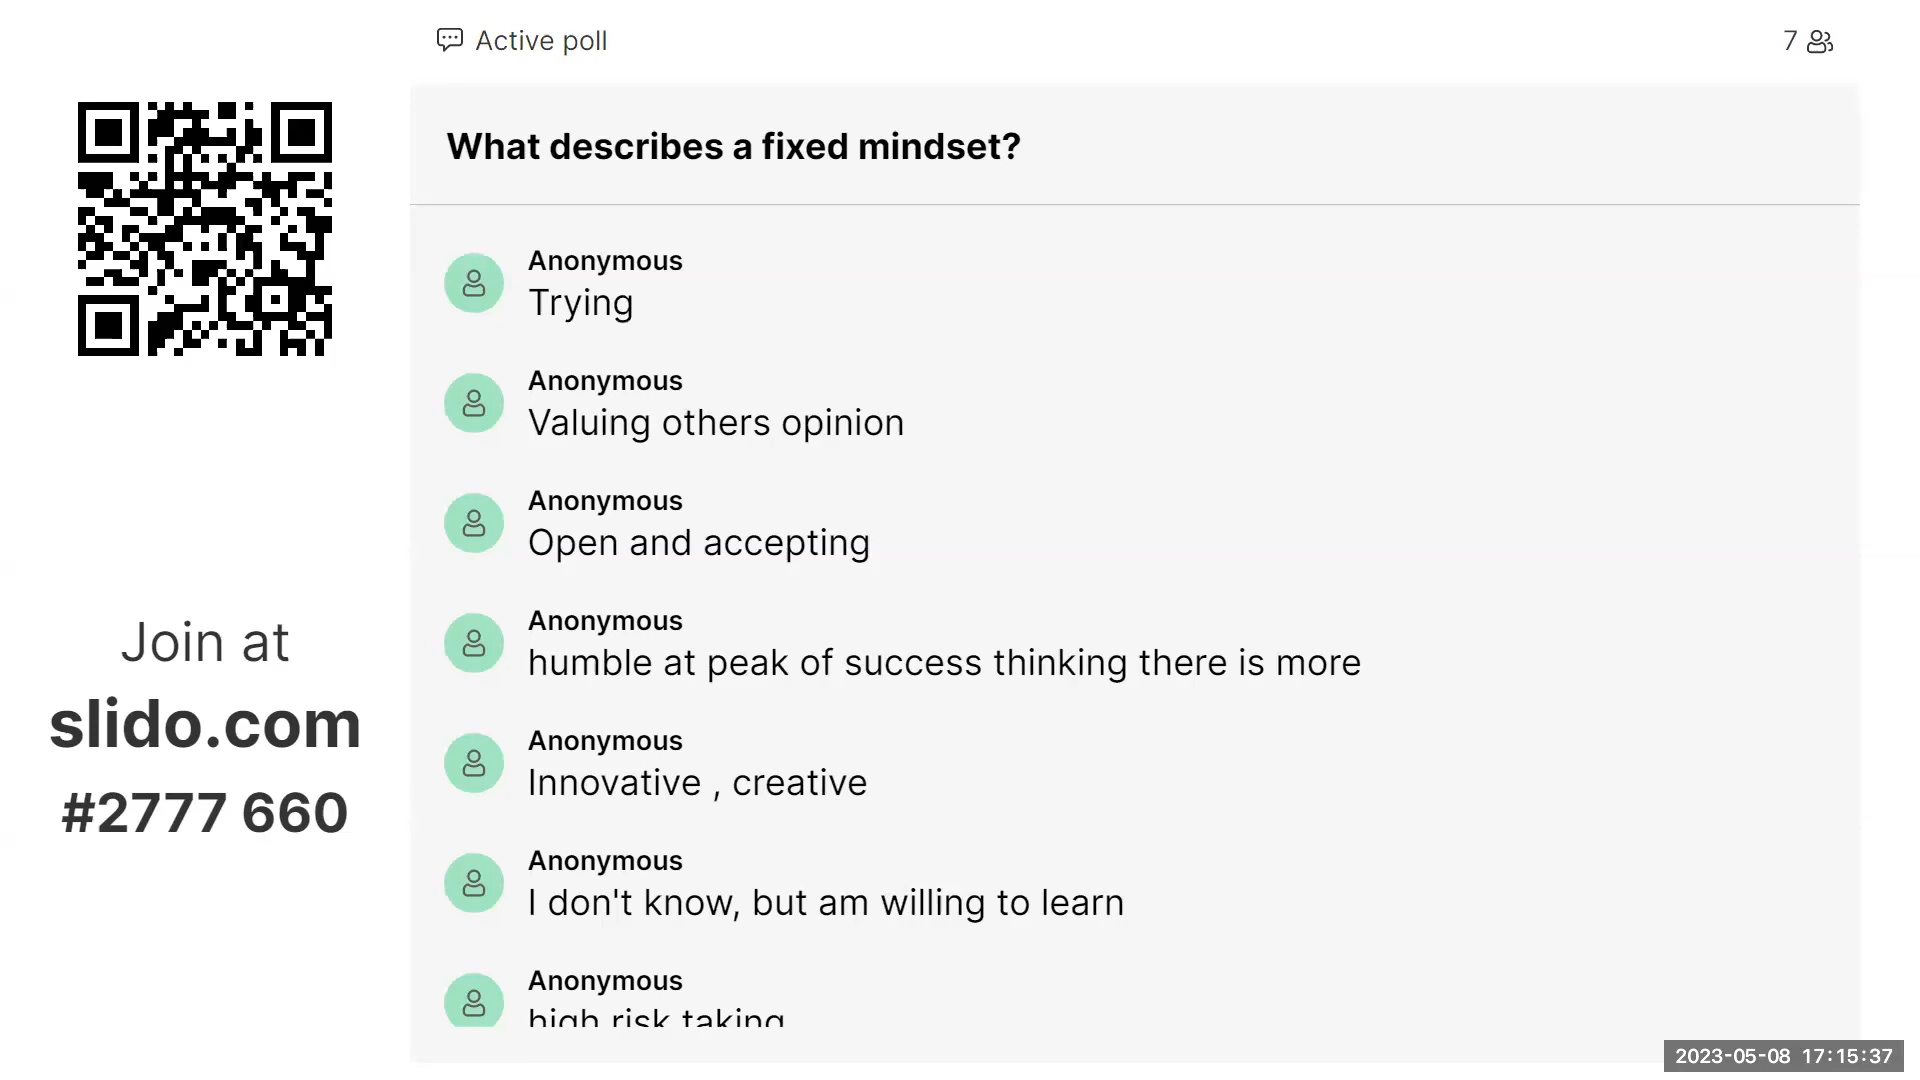 Active poll
7
What describes a fixed mindset?
Anonymous
Trying
Anonymous
Valuing others opinion
Anonymous
Open and accepting
Anonymous
humble at peak of success thinking there is more
Anonymous
Innovative , creative
Anonymous
I don't know, but am willing to learn
Anonymous
high risk taking
Join at
slido.com
#2777 660
2023-05-08 17:15:37